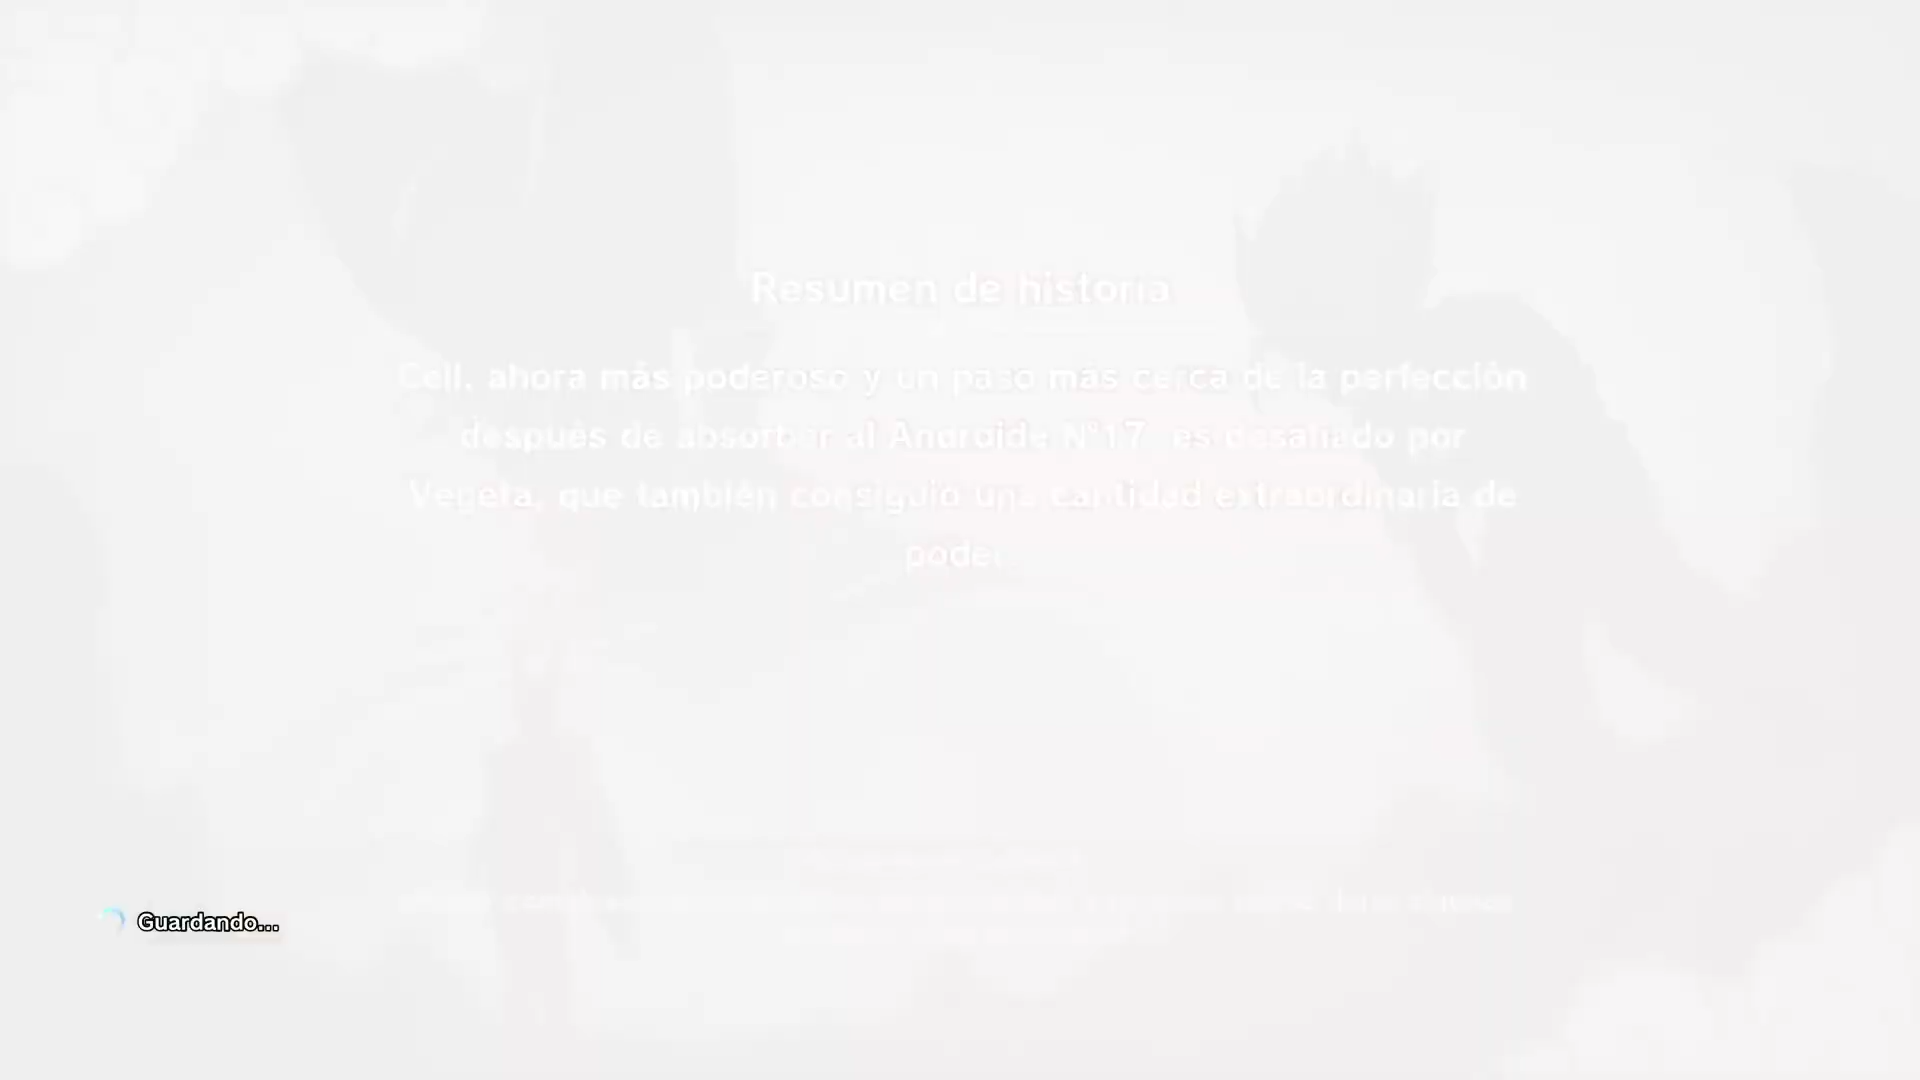 Resumen de historia
Cell, ahora más poderoso y un paso más cerca de la perfección
después de absorber al Androide N°17, es desafiado por
Vegeta, que también consiguió una cantidad extraordinaria de
poder.
Guardando...